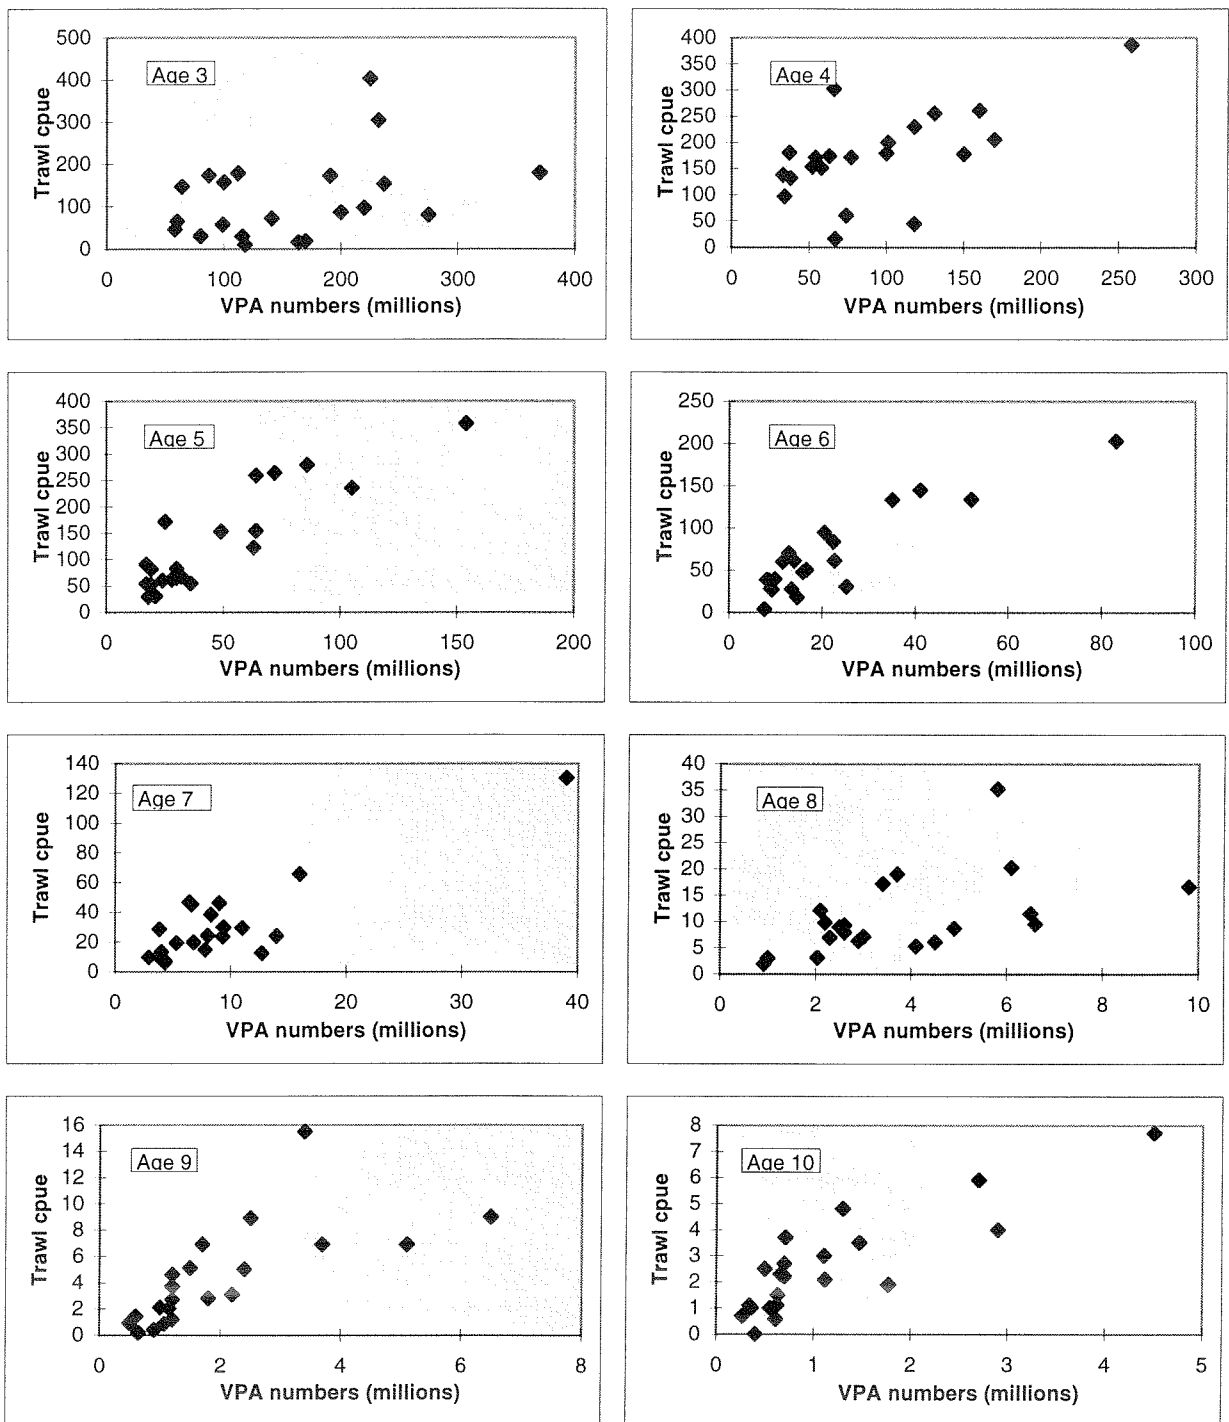 Age 3
500
400
300
200
100
0
Trawl cpue
0 100 200 300 400
VPA numbers (millions)
Age 4
400
350
300
250
200
150
100
50
0
Trawl cpue
0 50 100 150 200 250 300
VPA numbers (millions)
Age 5
400
350
300
250
200
150
100
50
0
Trawl cpue
0 50 100 150 200
VPA numbers (millions)
Age 6
250
200
150
100
50
0
Trawl cpue
0 20 40 60 80 100
VPA numbers (millions)
Age 7
140
120
100
80
60
40
20
0
Trawl cpue
0 10 20 30 40
VPA numbers (millions)
Age 8
40
35
30
25
20
15
10
5
0
Trawl cpue
0 2 4 6 8 10
VPA numbers (millions)
Age 9
16
14
12
10
8
6
4
2
0
Trawl cpue
0 2 4 6 8
VPA numbers (millions)
Age 10
8
7
6
5
4
3
2
1
0
Trawl cpue
0 1 2 3 4 5
VPA numbers (millions)